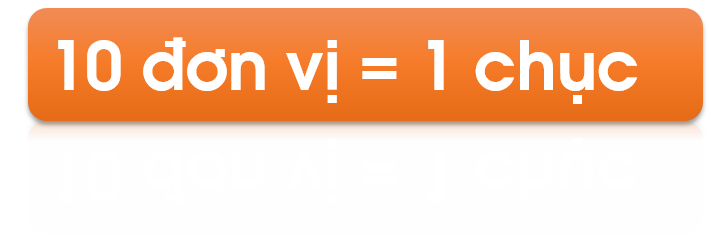 10 đơn vị = 1 chục